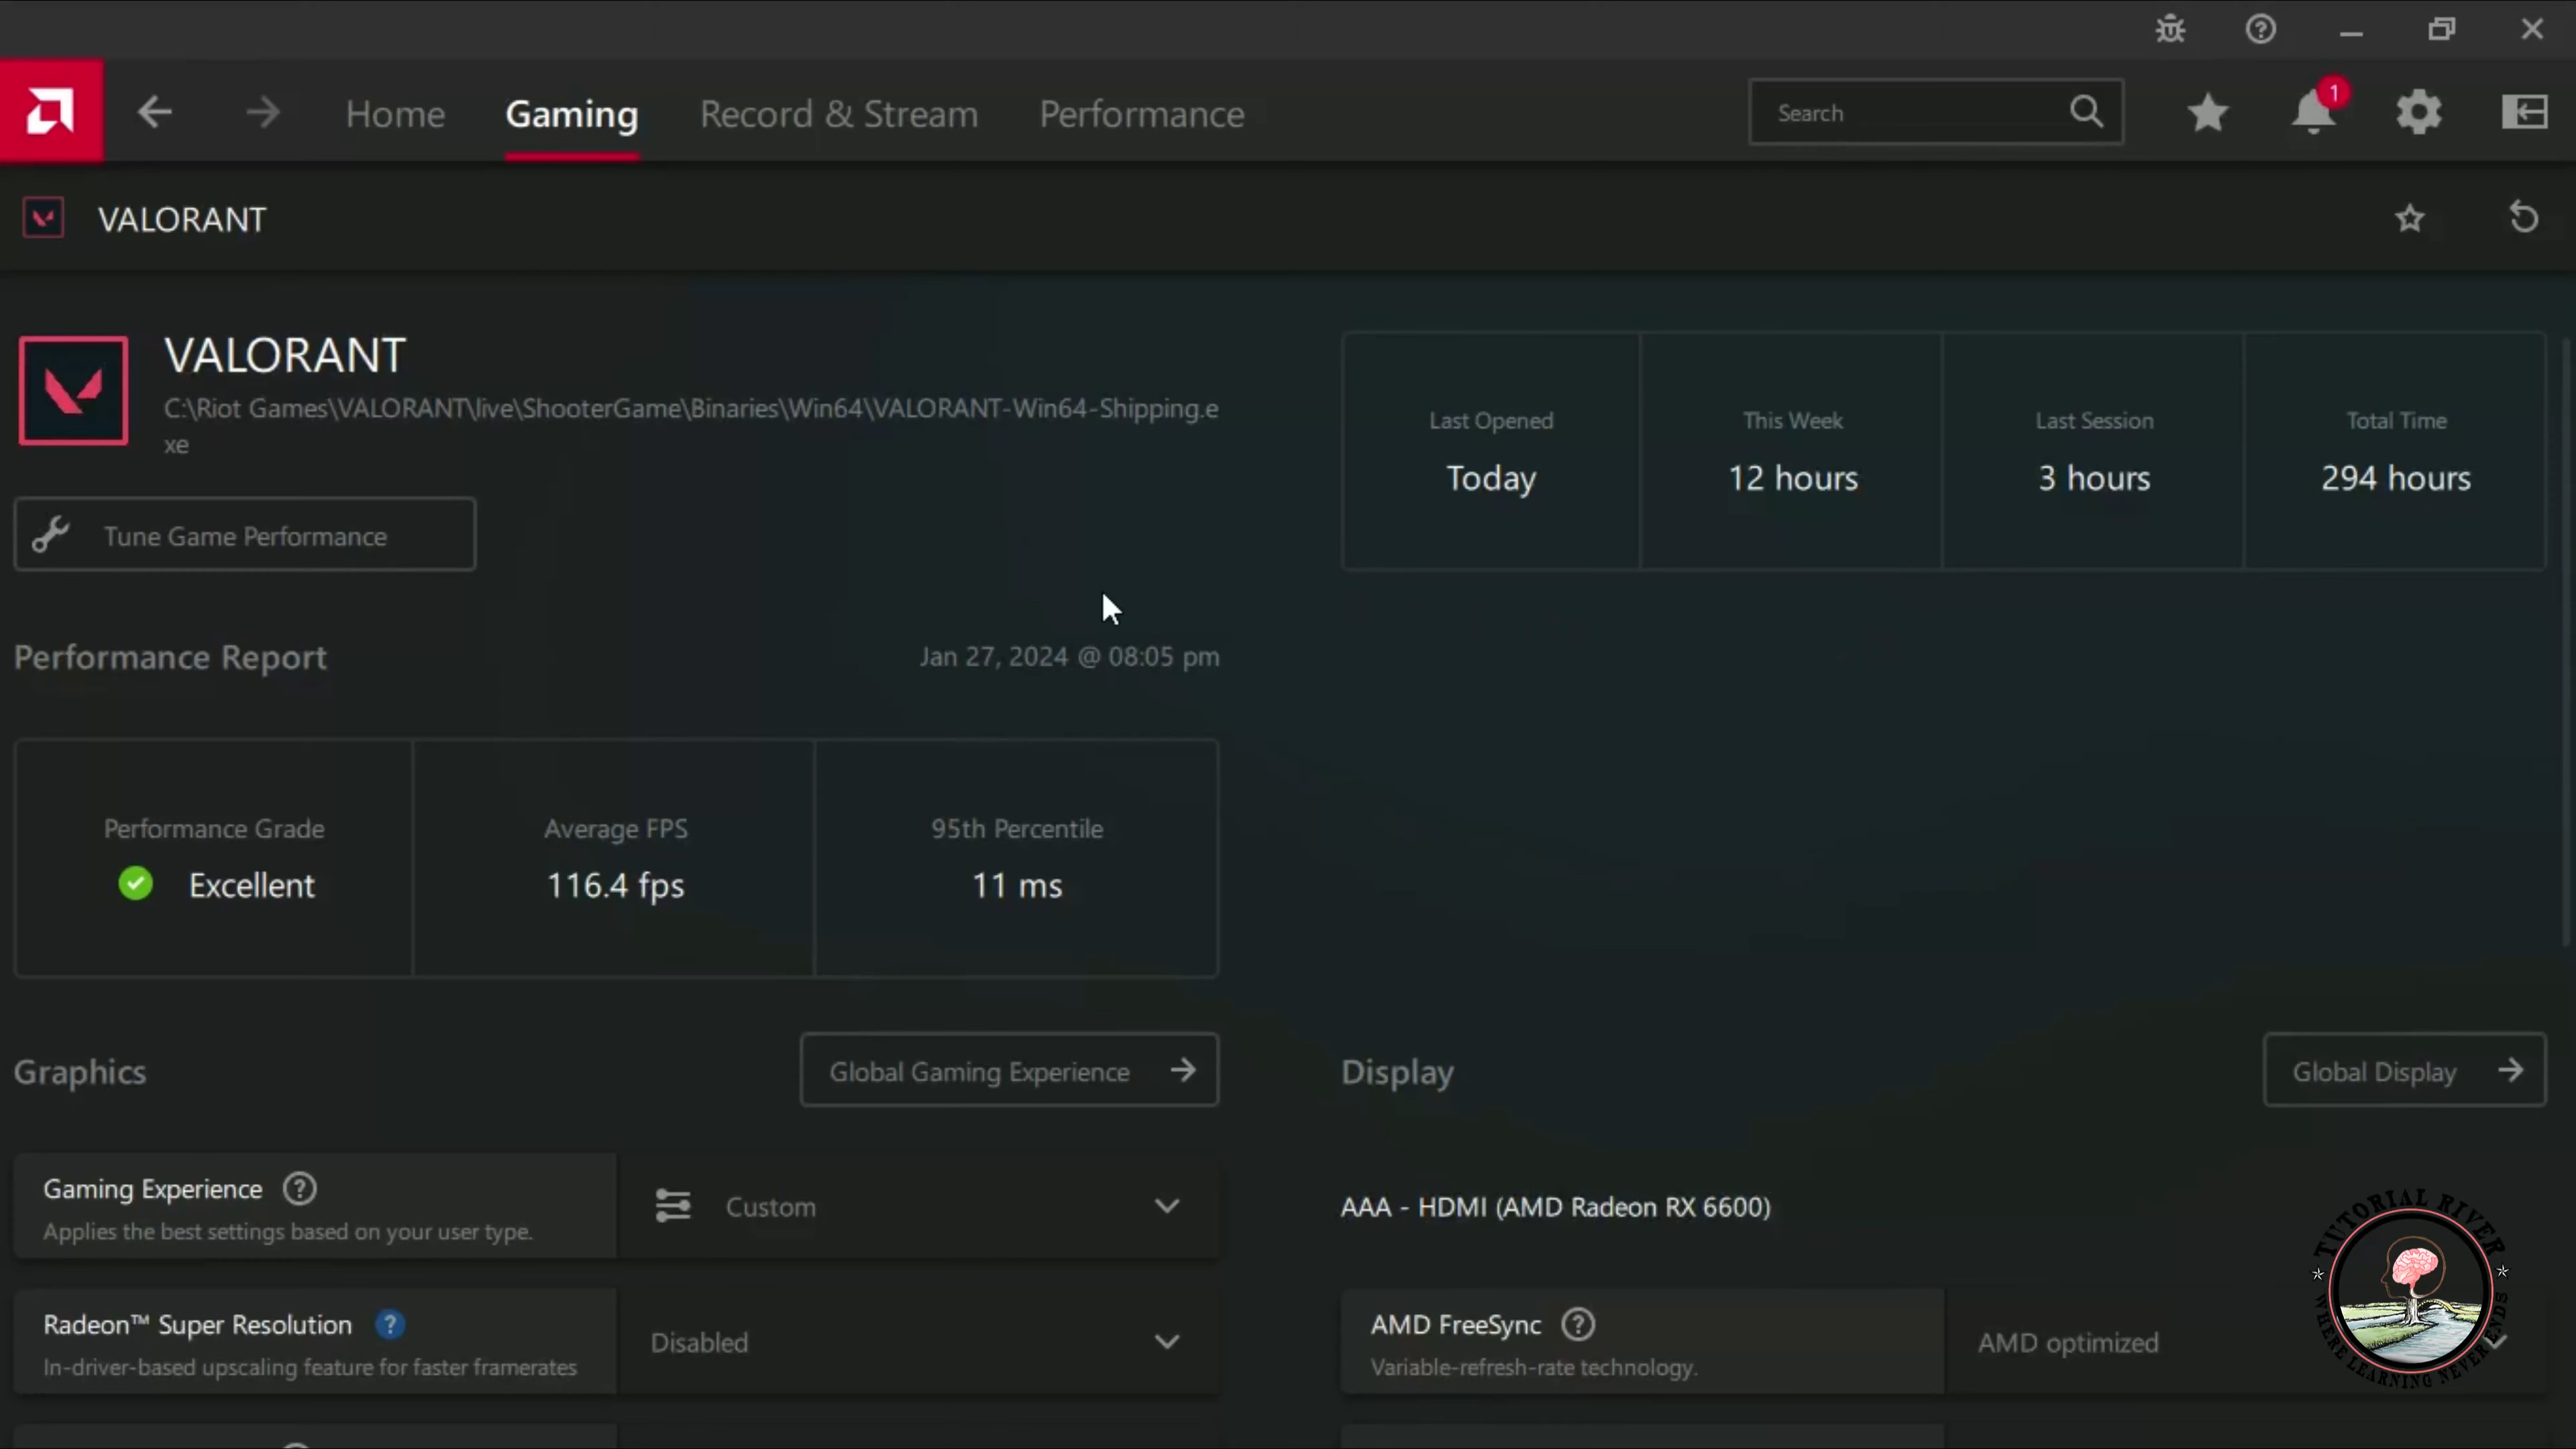 Home Gaming Record & Stream Performance Search 1
VALORANT
VALORANT
C:\Riot Games\VALORANT\live\ShooterGame\Binaries\Win64\VALORANT-Win64-Shipping.e
xe
Tune Game Performance
Last Opened This Week Last Session Total Time
Today 12 hours 3 hours 294 hours
Performance Report Jan 27, 2024 @ 08:05 pm
Performance Grade Average FPS 95th Percentile
Excellent 116.4 fps 11 ms
Graphics Global Gaming Experience
Display Global Display
Gaming Experience
Applies the best settings based on your user type.
Custom
AAA - HDMI (AMD Radeon RX 6600)
Radeon™ Super Resolution
In-driver-based upscaling feature for faster framerates
Disabled
AMD FreeSync
Variable-refresh-rate technology.
AMD optimized
TUTORIAL RIVER
WHERE LEARNING NEVER ENDS